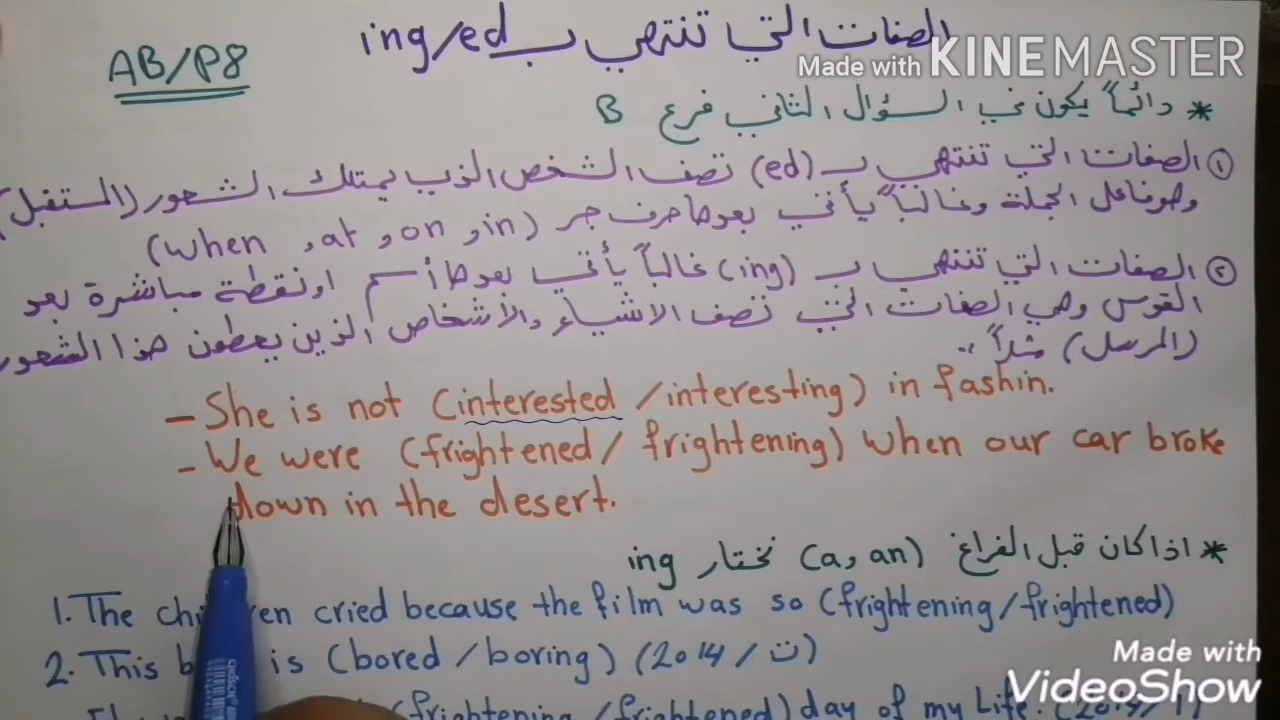 الصفات التي تنتهي بـ ing/ed
AB/P8
Made with KINEMASTER
* دائماً يكون في السؤال الثاني فرع B
① الصفات التي تنتهي بـ (ed) تصف الشخص الذي يمتلك الشعور (المستقبل)
وهو فاعل الجملة وغالباً يأتي بعدها حرف جر (in, on, at, when)
② الصفات التي تنتهي بـ (ing) غالباً يأتي بعدها أسم او نقطة مباشرة بعد
القوس وهي الصفات التي تصف الاشياء والأشخاص الذين يعطون هذا الشعور
(المرسل) مثلاً ..
- She is not (interested /interesting) in fashin.
- We were (frightened/ frightening) when our car broke
down in the desert.
* اذا كان قبل الفراغ (a, an) نختار ing
1. The chi ren cried because the film was so (frightening/frightened)
2. This b is (bored /boring) (2014 / ت)
(frightening /frightened) day of my life.
Made with
VideoShow